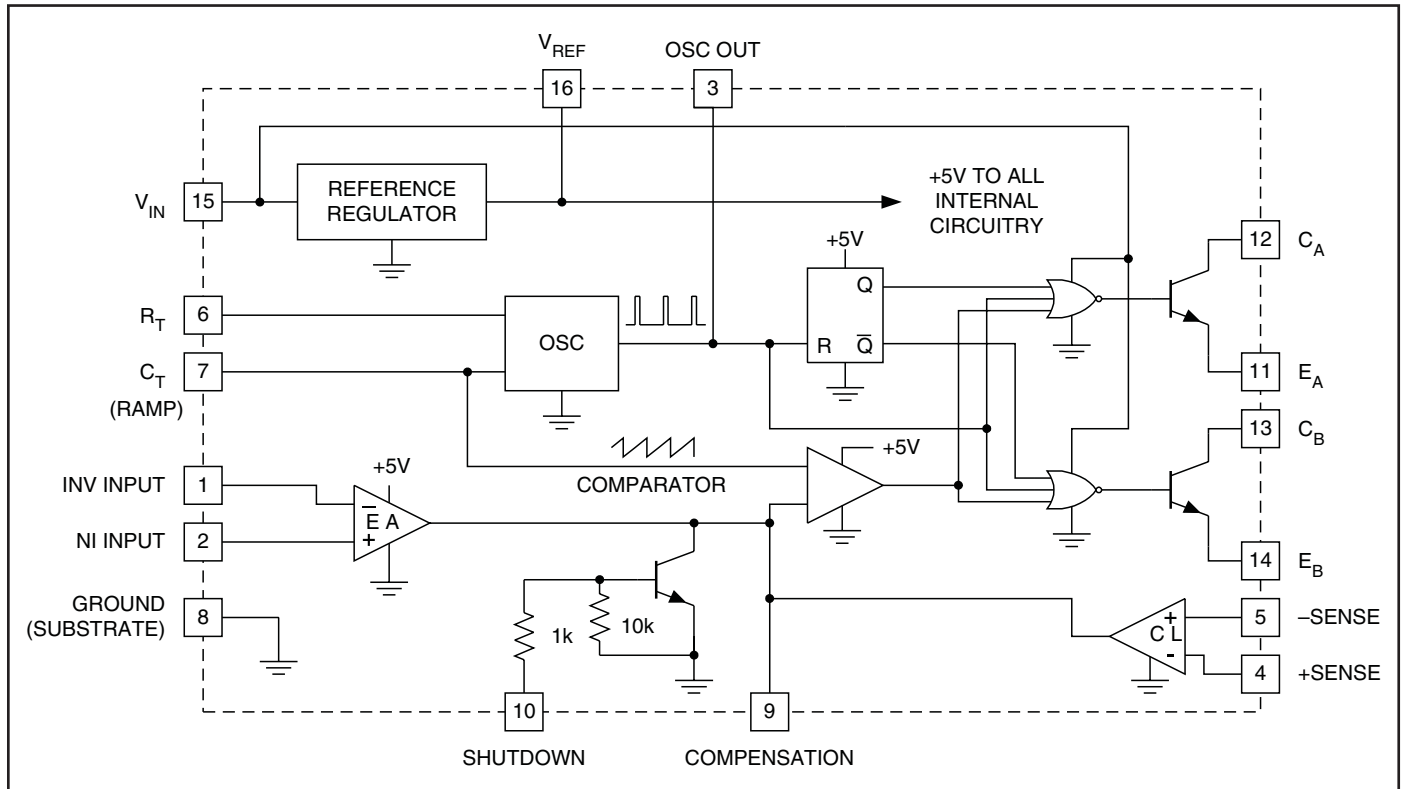 V_REF
OSC OUT
16
3
V_IN
15
REFERENCE
REGULATOR
+5V TO ALL
INTERNAL
CIRCUITRY
+5V
12
C_A
Q
R_T
6
OSC
R
Q̅
C_T
7
(RAMP)
11
E_A
13
C_B
+5V
COMPARATOR
+5V
INV INPUT
1
−
E A
+
NI INPUT
2
14
E_B
GROUND
(SUBSTRATE)
8
1k
10k
+
C L
-
5
–SENSE
4
+SENSE
10
9
SHUTDOWN
COMPENSATION